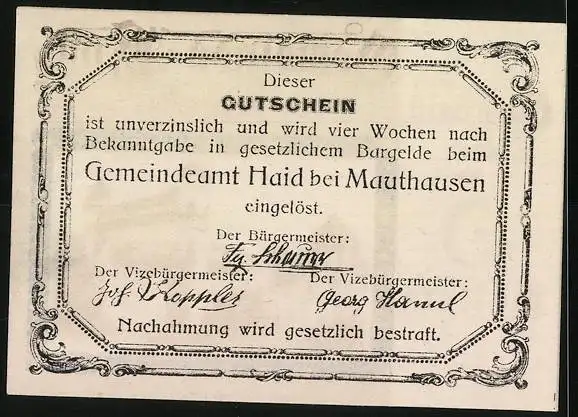 Dieser
GUTSCHEIN
ist unverzinslich und wird vier Wochen nach
Bekanntgabe in gesetzlichem Bargelde beim
Gemeindeamt Haid bei Mauthausen
eingelöst.
Der Bürgermeister:
Der Vizebürgermeister: Der Vizebürgermeister:
Jos. Georg
Nachahmung wird gesetzlich bestraft.